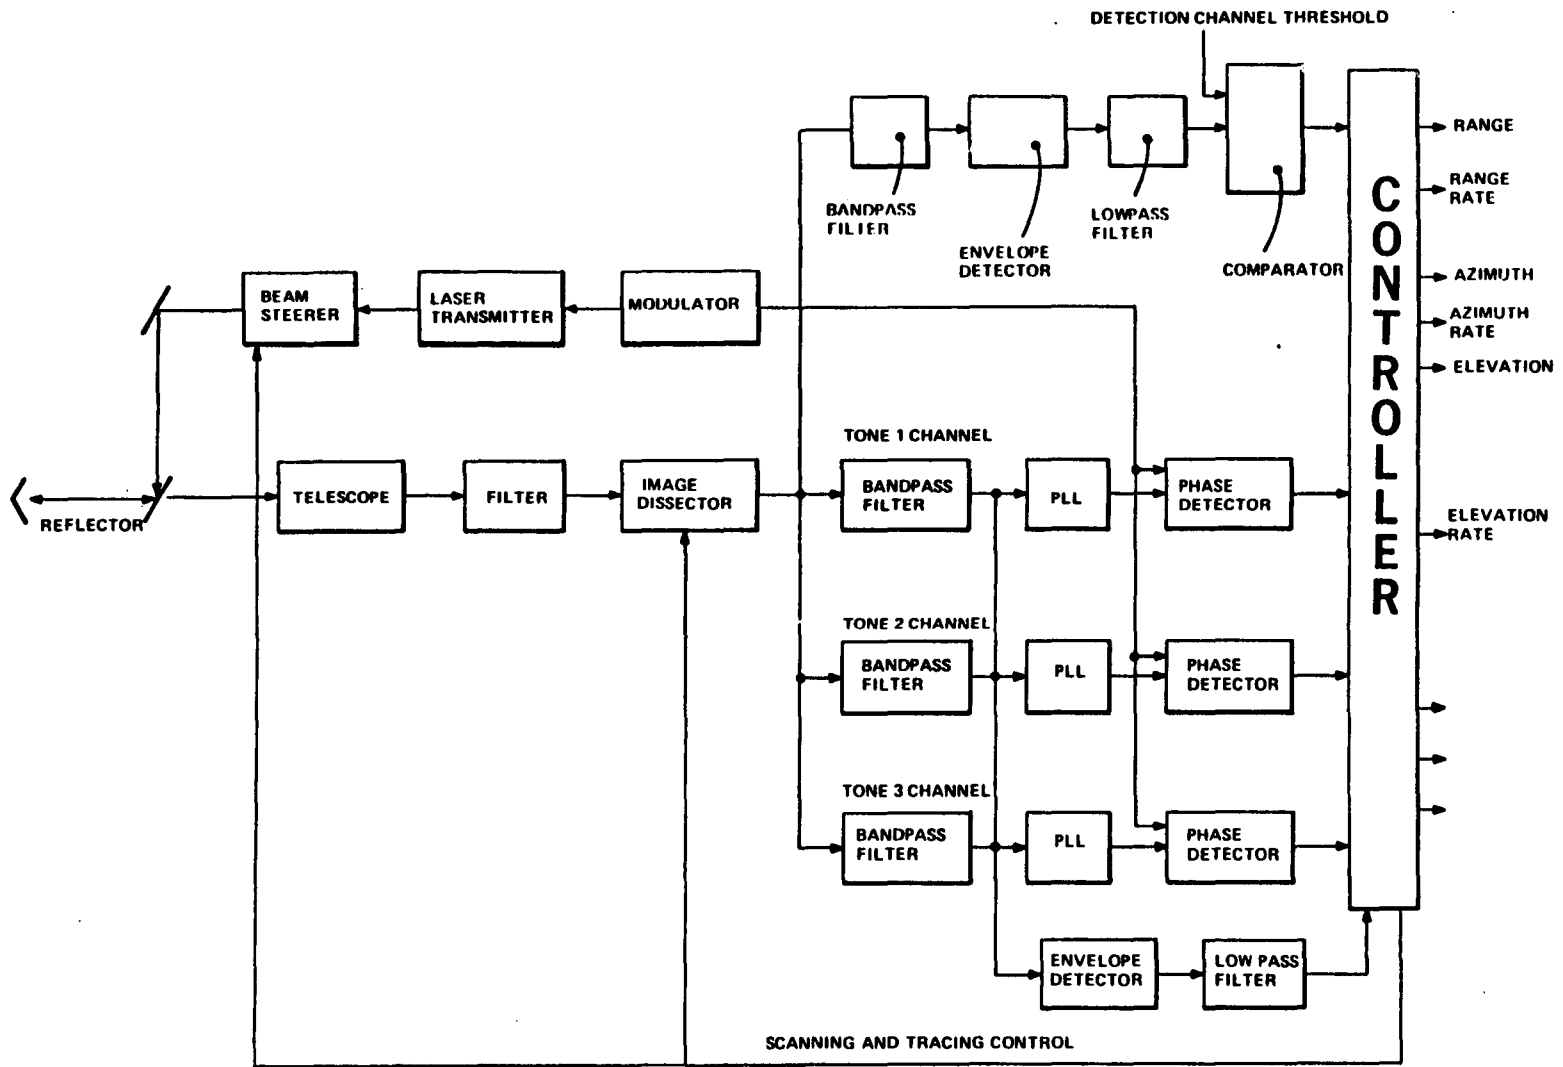 DETECTION CHANNEL THRESHOLD
BANDPASS
FILTER
ENVELOPE
DETECTOR
LOWPASS
FILTER
COMPARATOR
CONTROLLER
RANGE
RANGE
RATE
AZIMUTH
AZIMUTH
RATE
ELEVATION
ELEVATION
RATE
BEAM
STEERER
LASER
TRANSMITTER
MODULATOR
REFLECTOR
TELESCOPE
FILTER
IMAGE
DISSECTOR
TONE 1 CHANNEL
BANDPASS
FILTER
PLL
PHASE
DETECTOR
TONE 2 CHANNEL
BANDPASS
FILTER
PLL
PHASE
DETECTOR
TONE 3 CHANNEL
BANDPASS
FILTER
PLL
PHASE
DETECTOR
ENVELOPE
DETECTOR
LOW PASS
FILTER
SCANNING AND TRACING CONTROL